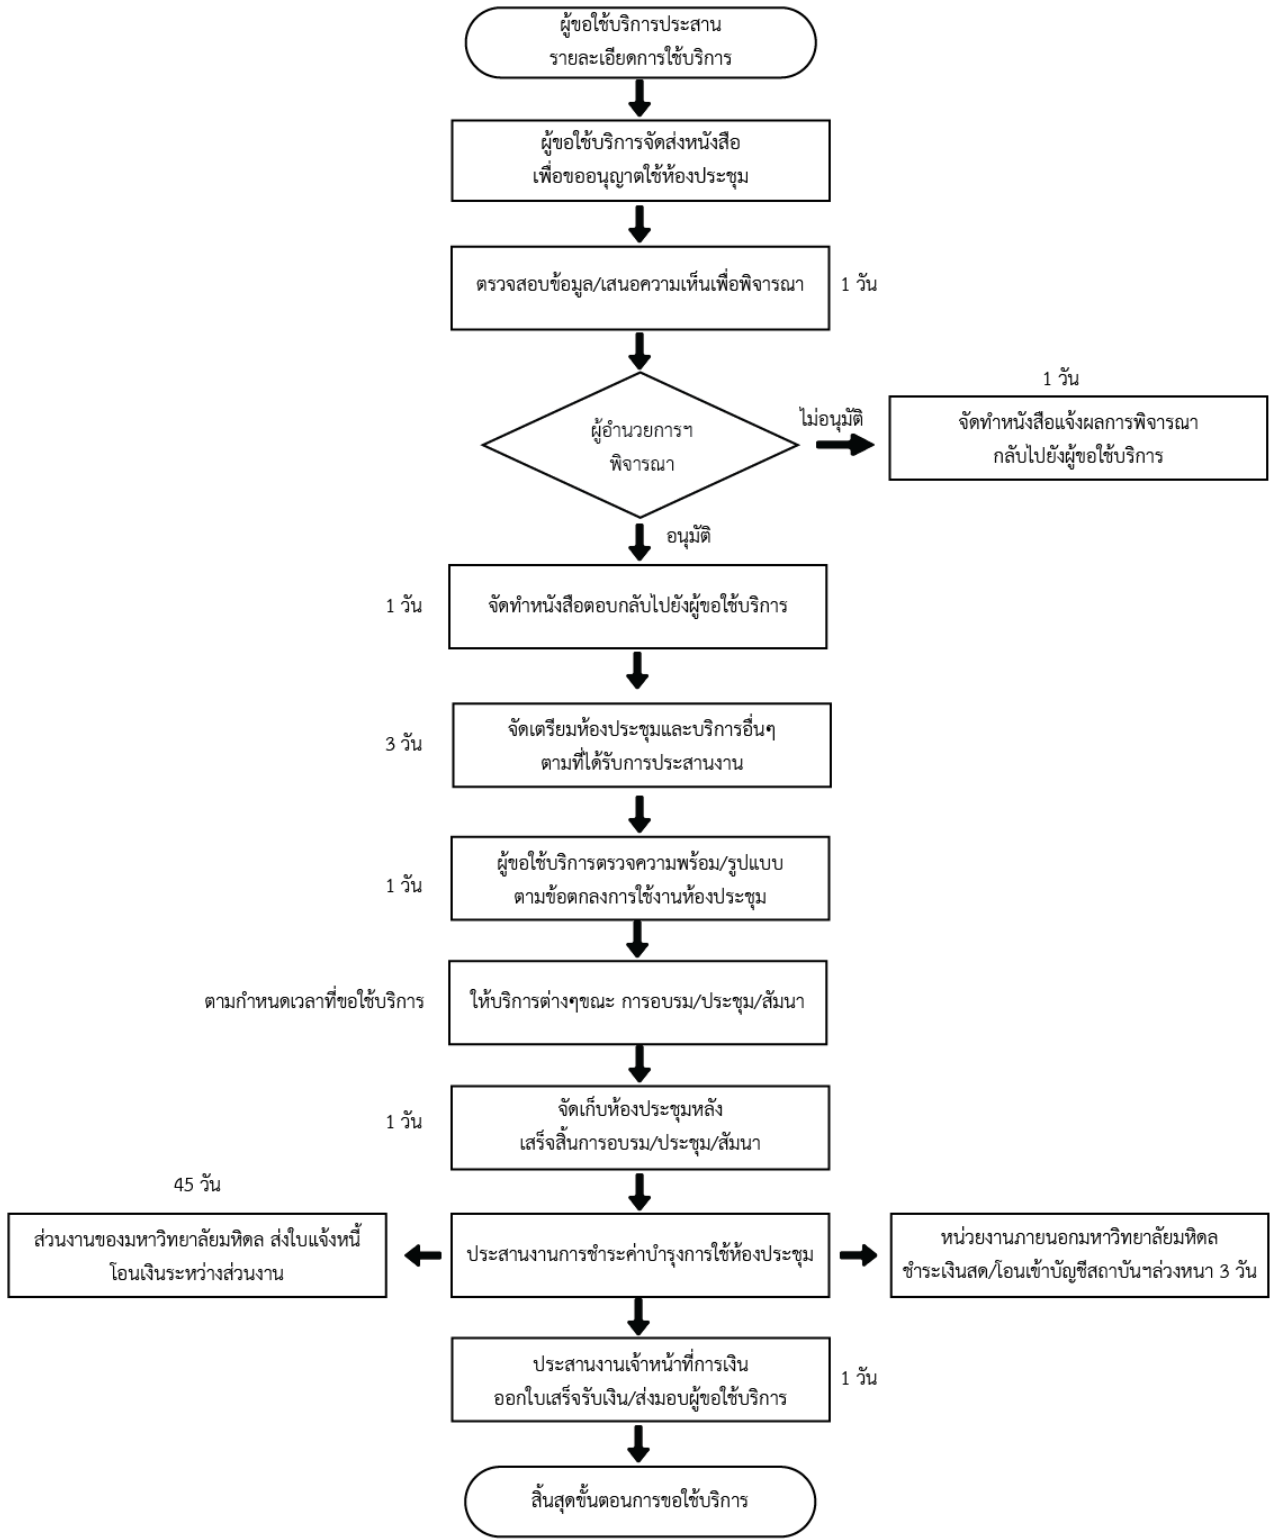 ผู้ขอใช้บริการประสาน
รายละเอียดการใช้บริการ
ผู้ขอใช้บริการจัดส่งหนังสือ
เพื่อขออนุญาตใช้ห้องประชุม
ตรวจสอบข้อมูล/เสนอความเห็นเพื่อพิจารณา
1 วัน
ผู้อำนวยการฯ
พิจารณา
ไม่อนุมัติ
1 วัน
จัดทำหนังสือแจ้งผลการพิจารณา
กลับไปยังผู้ขอใช้บริการ
อนุมัติ
1 วัน
จัดทำหนังสือตอบกลับไปยังผู้ขอใช้บริการ
3 วัน
จัดเตรียมห้องประชุมและบริการอื่นๆ
ตามที่ได้รับการประสานงาน
1 วัน
ผู้ขอใช้บริการตรวจความพร้อม/รูปแบบ
ตามข้อตกลงการใช้งานห้องประชุม
ตามกำหนดเวลาที่ขอใช้บริการ
ให้บริการต่างๆขณะ การอบรม/ประชุม/สัมนา
1 วัน
จัดเก็บห้องประชุมหลัง
เสร็จสิ้นการอบรม/ประชุม/สัมนา
45 วัน
ส่วนงานของมหาวิทยาลัยมหิดล ส่งใบแจ้งหนี้
โอนเงินระหว่างส่วนงาน
ประสานงานการชำระค่าบำรุงการใช้ห้องประชุม
หน่วยงานภายนอกมหาวิทยาลัยมหิดล
ชำระเงินสด/โอนเข้าบัญชีสถาบันฯล่วงหนา 3 วัน
ประสานงานเจ้าหน้าที่การเงิน
ออกใบเสร็จรับเงิน/ส่งมอบผู้ขอใช้บริการ
1 วัน
สิ้นสุดขั้นตอนการขอใช้บริการ